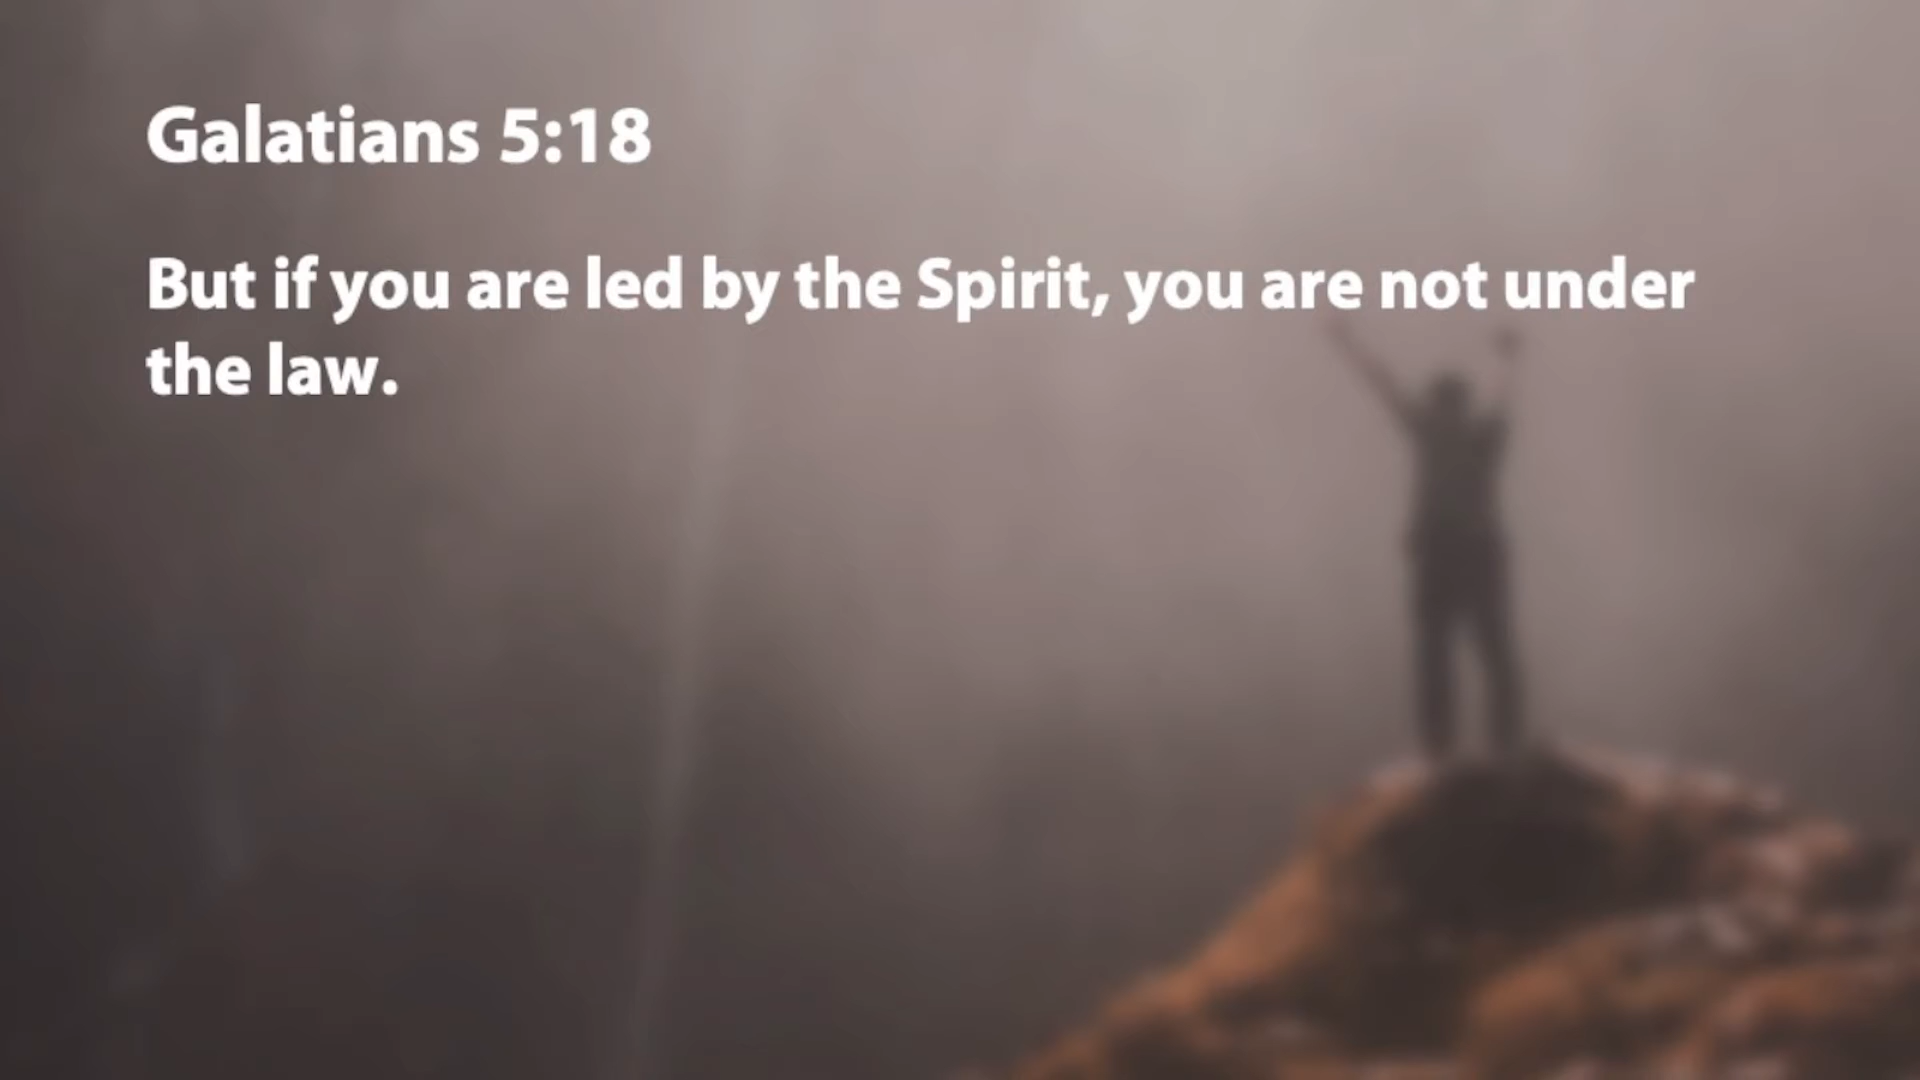 Galatians 5:18
But if you are led by the Spirit, you are not under
the law.